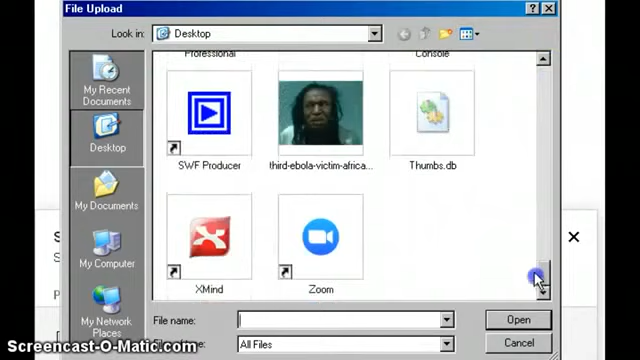 File Upload
Look in:
Desktop
Professional
Console
My Recent
Documents
Desktop
My Documents
My Computer
My Network
Places
SWF Producer
third-ebola-victim-africa...
Thumbs.db
XMind
Zoom
S
S
P
File name:
Open
All Files
Cancel
Screencast-O-Matic.com